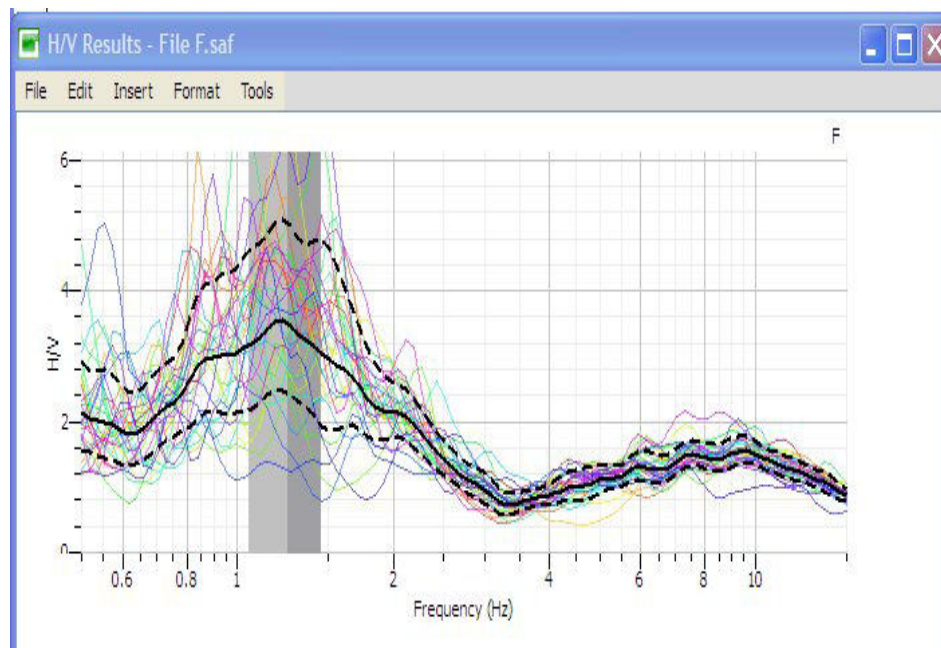 H/V Results - File F.saf
File Edit Insert Format Tools
F
6
4
H/V
2
0
0.6 0.8 1 2 4 6 8 10
Frequency (Hz)